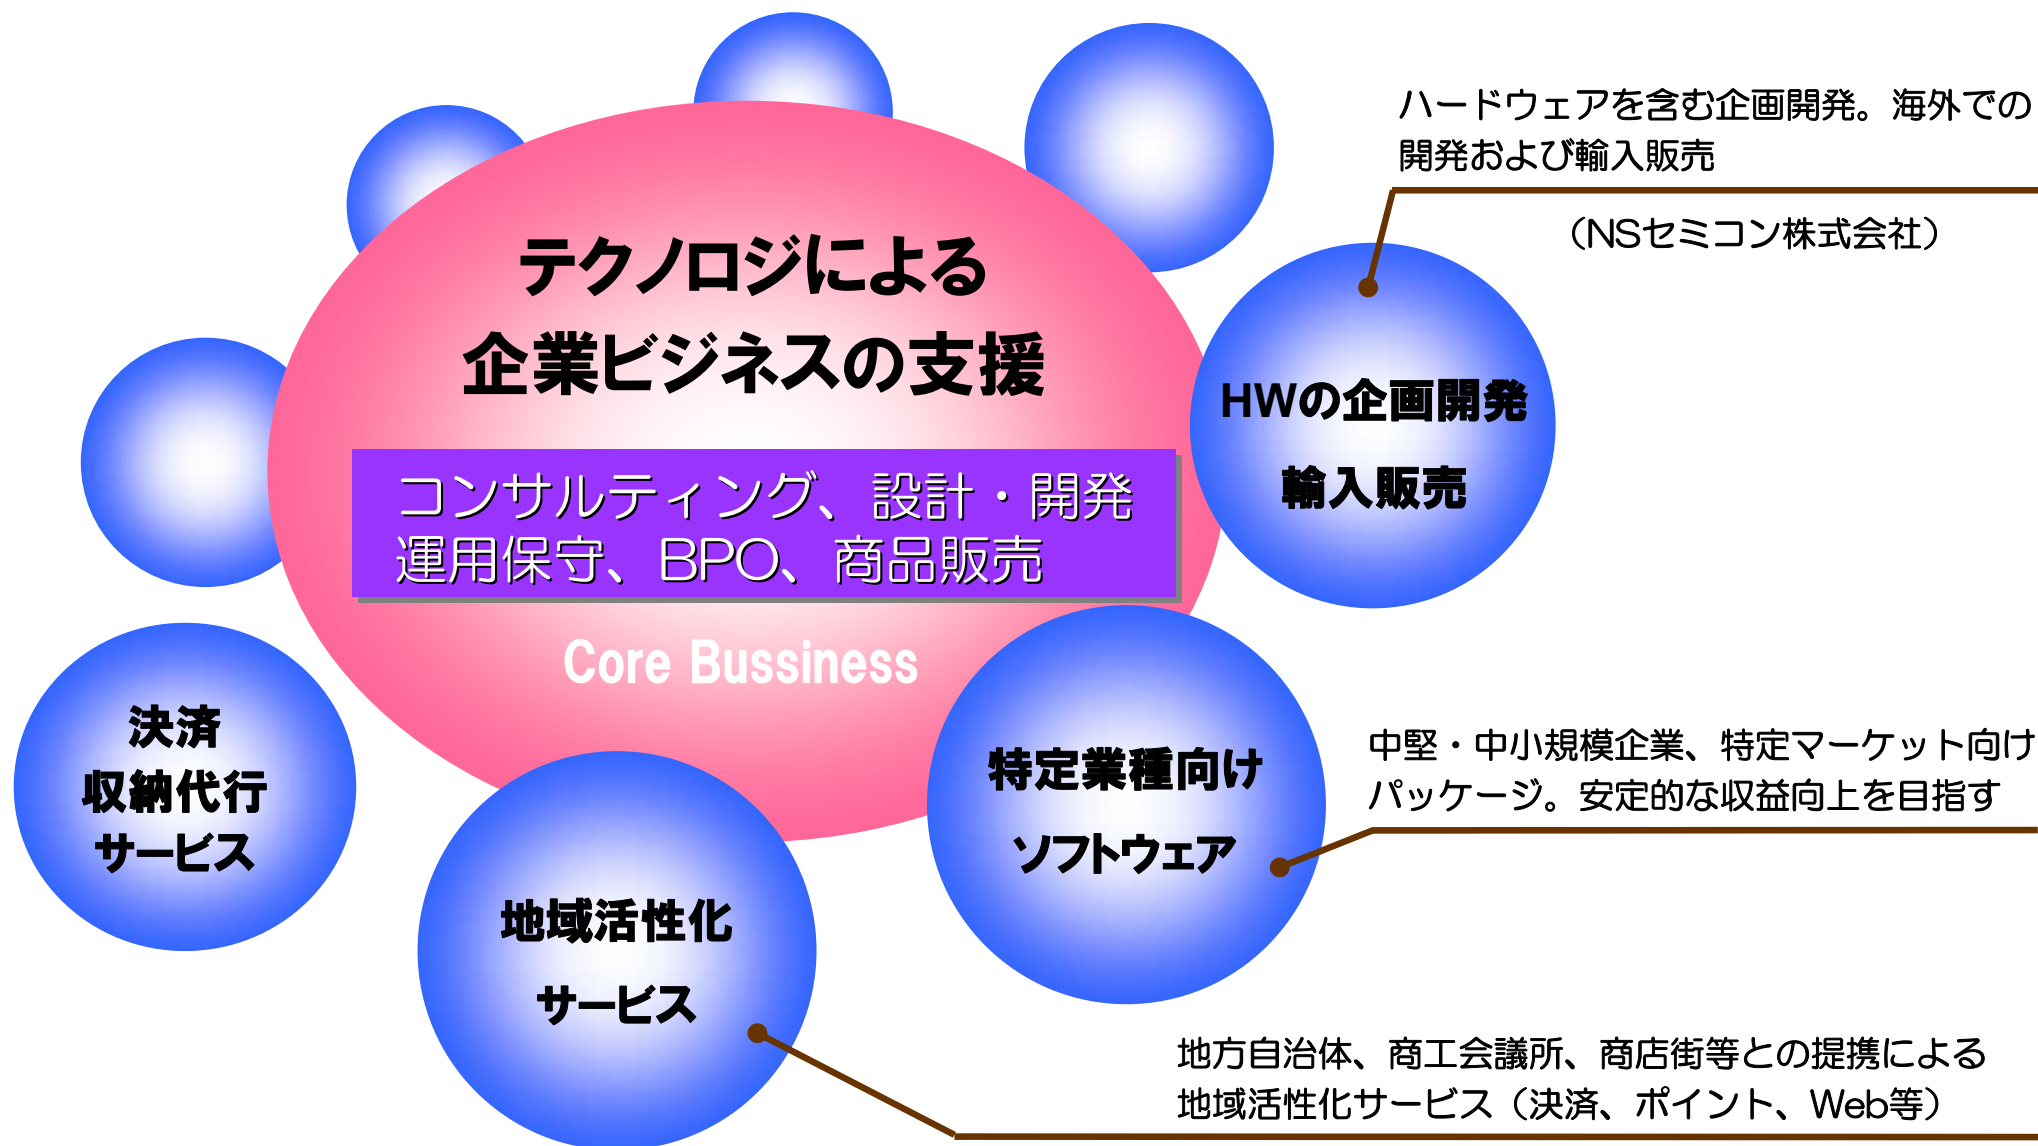 ハードウェアを含む企画開発。海外での
開発および輸入販売
（NSセミコン株式会社）
テクノロジによる
企業ビジネスの支援
コンサルティング、設計・開発
運用保守、BPO、商品販売
Core Bussiness
HWの企画開発
輸入販売
決済
収納代行
サービス
特定業種向け
ソフトウェア
中堅・中小規模企業、特定マーケット向け
パッケージ。安定的な収益向上を目指す
地域活性化
サービス
地方自治体、商工会議所、商店街等との提携による
地域活性化サービス（決済、ポイント、Web等）